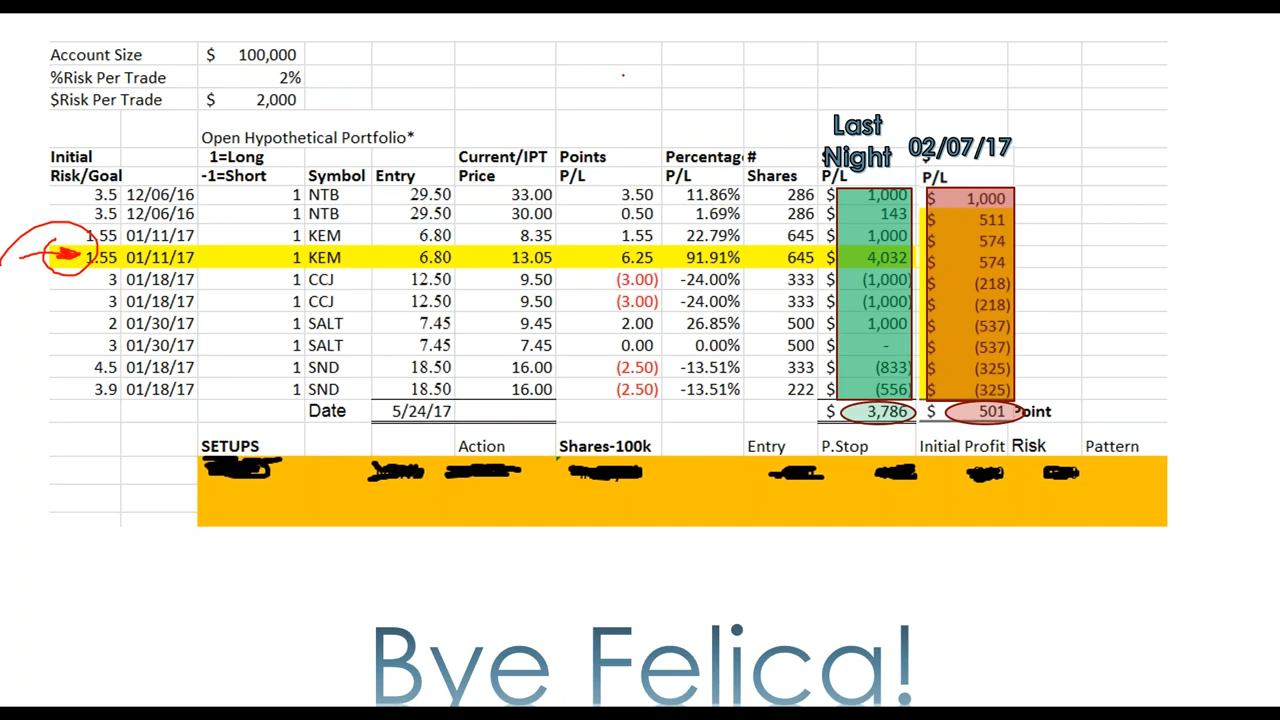 Account Size $ 100,000
%Risk Per Trade 2%
$Risk Per Trade $ 2,000
Last
Open Hypothetical Portfolio* Night 02/07/17
Initial 1=Long Current/IPT Points Percentag #
Risk/Goal -1=Short Symbol Entry Price P/L P/L Shares P/L P/L
3.5 12/06/16 1 NTB 29.50 33.00 3.50 11.86% 286 $ 1,000 $ 1,000
3.5 12/06/16 1 NTB 29.50 30.00 0.50 1.69% 286 $ 143 $ 511
1.55 01/11/17 1 KEM 6.80 8.35 1.55 22.79% 645 $ 1,000 $ 574
1.55 01/11/17 1 KEM 6.80 13.05 6.25 91.91% 645 $ 4,032 $ 574
3 01/18/17 1 CCJ 12.50 9.50 (3.00) -24.00% 333 $ (1,000) $ (218)
3 01/18/17 1 CCJ 12.50 9.50 (3.00) -24.00% 333 $ (1,000) $ (218)
2 01/30/17 1 SALT 7.45 9.45 2.00 26.85% 500 $ 1,000 $ (537)
3 01/30/17 1 SALT 7.45 7.45 0.00 0.00% 500 $ - $ (537)
4.5 01/18/17 1 SND 18.50 16.00 (2.50) -13.51% 333 $ (833) $ (325)
3.9 01/18/17 1 SND 18.50 16.00 (2.50) -13.51% 222 $ (556) $ (325)
Date 5/24/17 $ 3,786 $ 501 Point
SETUPS Action Shares-100k Entry P.Stop Initial Profit Risk Pattern
Bye Felica!